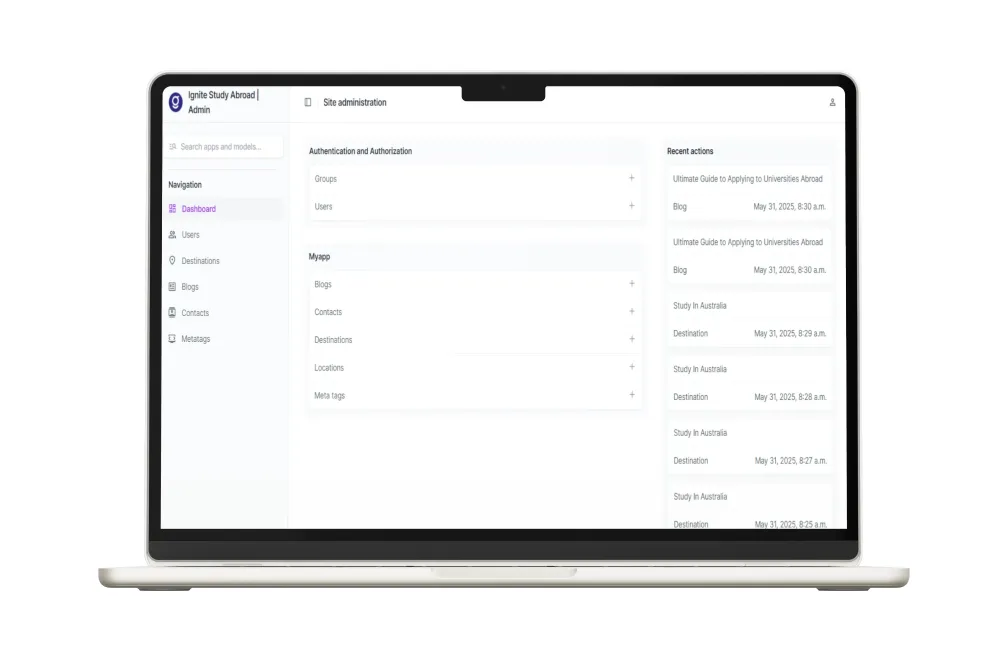 Ignite Study Abroad |
Admin
Search apps and models...
Navigation
Dashboard
Users
Destinations
Blogs
Contacts
Metatags
Site administration
Authentication and Authorization
Groups
Users
Myapp
Blogs
Contacts
Destinations
Locations
Meta tags
Recent actions
Ultimate Guide to Applying to Universities Abroad
Blog May 31, 2025, 8:30 a.m.
Ultimate Guide to Applying to Universities Abroad
Blog May 31, 2025, 8:30 a.m.
Study In Australia
Destination May 31, 2025, 8:29 a.m.
Study In Australia
Destination May 31, 2025, 8:28 a.m.
Study In Australia
Destination May 31, 2025, 8:27 a.m.
Study In Australia
Destination May 31, 2025, 8:25 a.m.